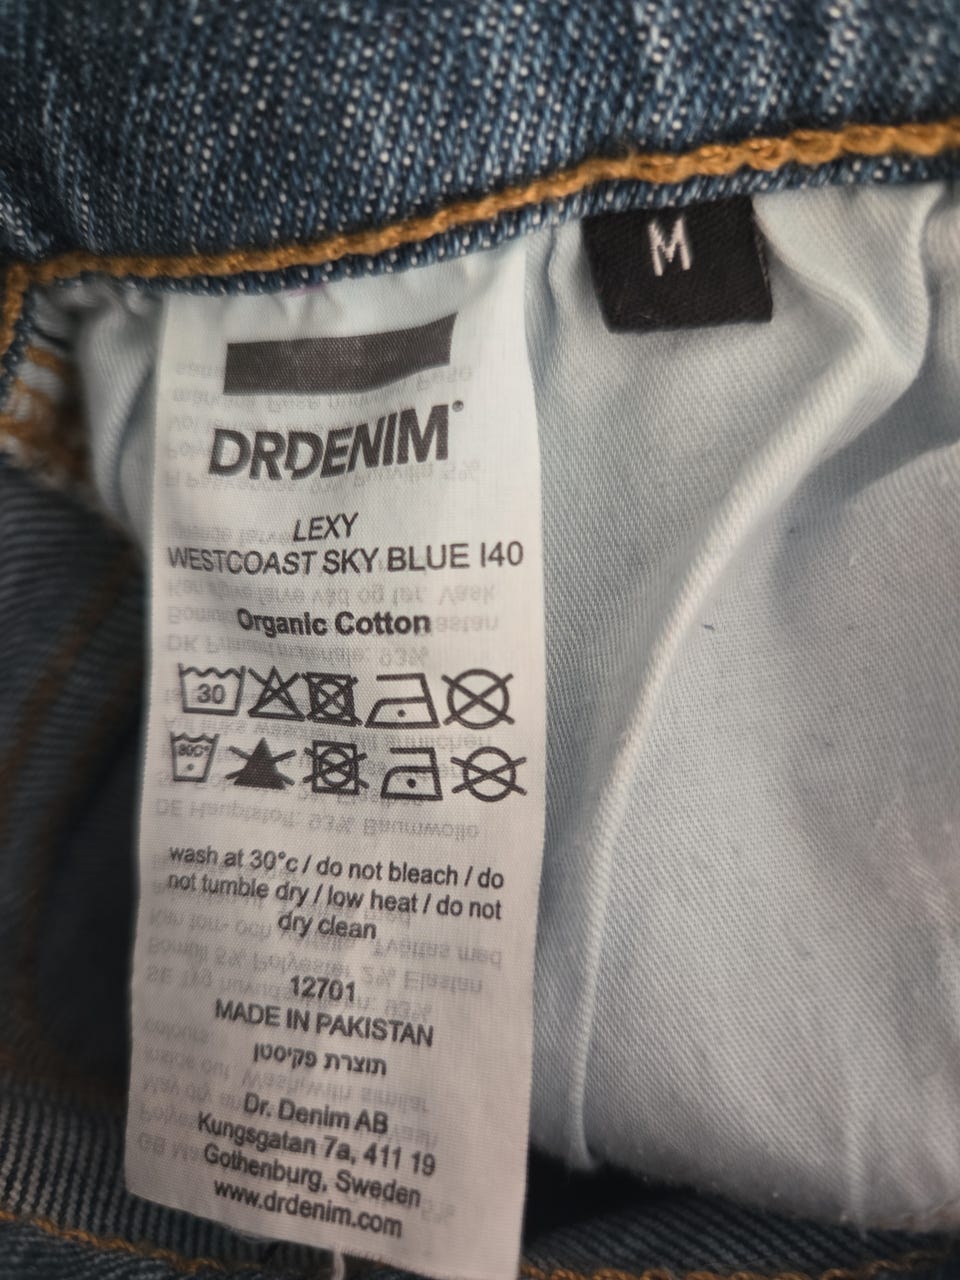 M
DRDENIM®
LEXY
WESTCOAST SKY BLUE I40
Organic Cotton
30
wash at 30°c / do not bleach / do
not tumble dry / low heat / do not
dry clean
12701
MADE IN PAKISTAN
תוצרת פקיסטן
Dr. Denim AB
Kungsgatan 7a, 411 19
Gothenburg, Sweden
www.drdenim.com